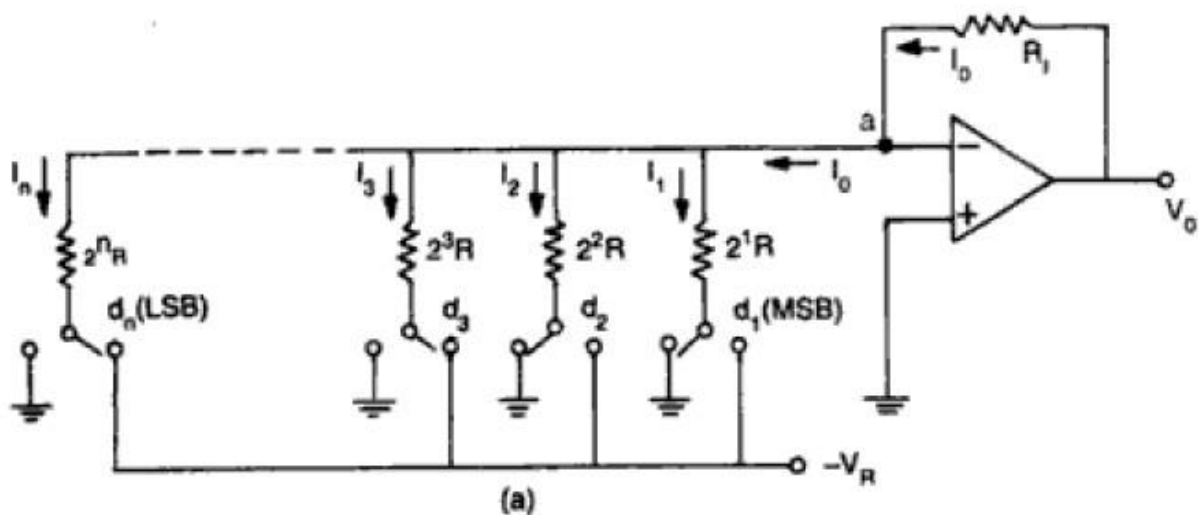 I₀
Rf
a
Iₙ
I₃
I₂
I₁
I₀
−
+
V₀
2ⁿR
2³R
2²R
2¹R
dₙ(LSB)
d₃
d₂
d₁(MSB)
−V_R
(a)